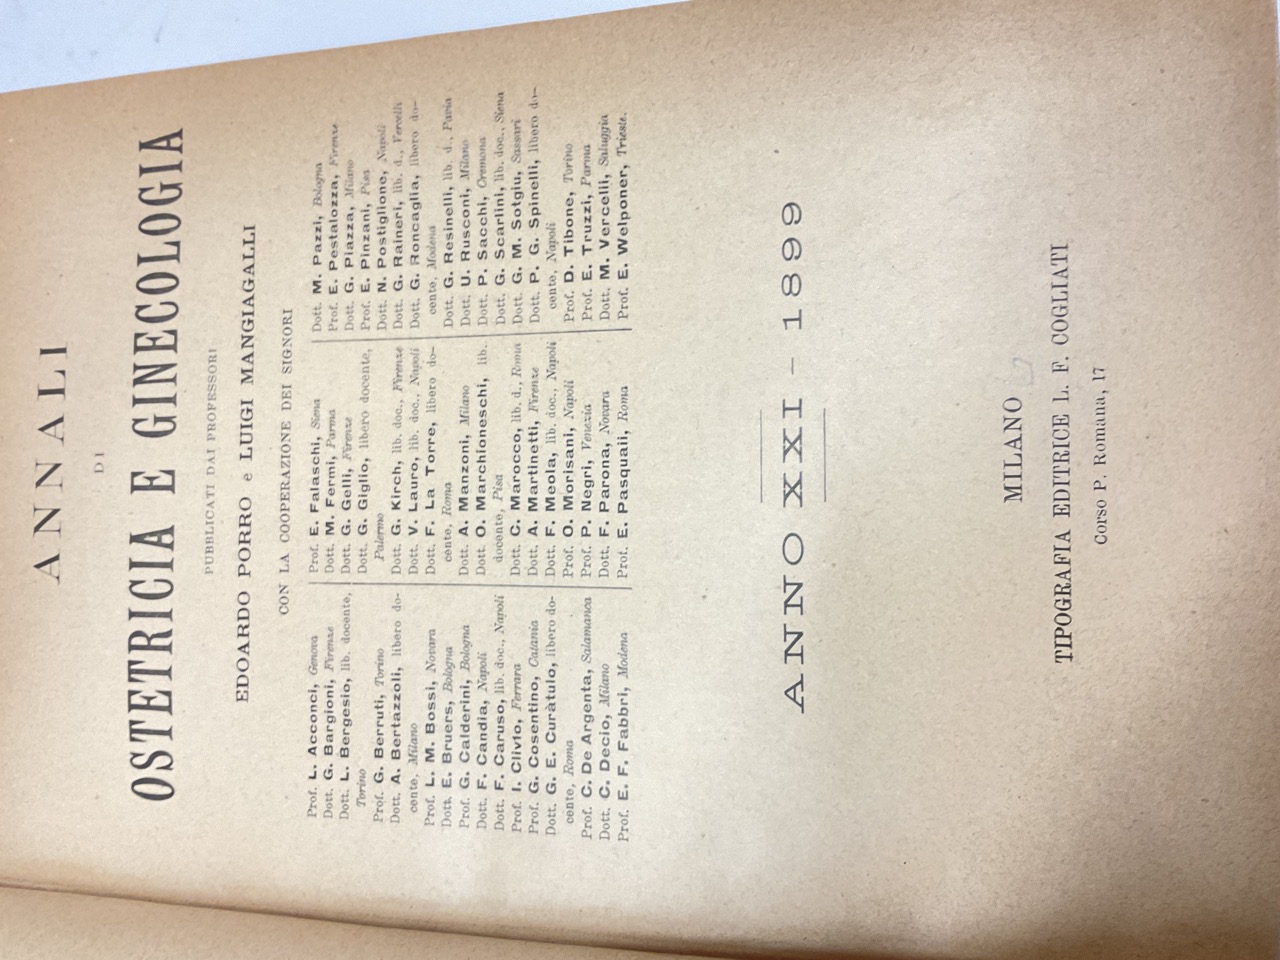 ANNALI
DI
OSTETRICIA E GINECOLOGIA
PUBBLICATI DAI PROFESSORI
EDOARDO PORRO e LUIGI MANGIAGALLI
CON LA COOPERAZIONE DEI SIGNORI
Prof. L. Acconci, Genova
Dott. G. Bargioni, Firenze
Dott. L. Bergesio, lib. docente,
Torino
Prof. G. Berruti, Torino
Dott. A. Bertazzoli, libero do-
cente, Milano
Prof. L. M. Bossi, Novara
Dott. E. Bruers, Bologna
Prof. G. Calderini, Bologna
Dott. F. Candia, Napoli
Dott. F. Caruso, lib. doc., Napoli
Prof. I. Clivio, Ferrara
Prof. G. Cosentino, Catania
Dott. G. E. Curàtulo, libero do-
cente, Roma
Prof. C. De Argenta, Salamanca
Dott. C. Decio, Milano
Prof. E. F. Fabbri, Modena
Prof. E. Falaschi, Siena
Dott. M. Fermi, Parma
Dott. G. Gelli, Firenze
Dott. G. Giglio, libero docente,
Palermo
Dott. G. Kirch, lib. doc., Firenze
Dott. V. Lauro, lib. doc., Napoli
Dott. F. La Torre, libero do-
cente, Roma
Dott. A. Manzoni, Milano
Dott. O. Marchioneschi, lib.
docente, Pisa
Dott. C. Marocco, lib. d., Roma
Dott. A. Martinetti, Firenze
Dott. F. Meola, lib. doc., Napoli
Prof. O. Morisani, Napoli
Prof. P. Negri, Venezia
Dott. F. Parona, Novara
Prof. E. Pasquali, Roma
Dott. M. Pazzi, Bologna
Prof. E. Pestalozza, Firenze
Dott. G. Piazza, Milano
Prof. E. Pinzani, Pisa
Dott. N. Postiglione, Napoli
Dott. G. Raineri, lib. d., Vercelli
Dott. G. Roncaglia, libero do-
cente, Modena
Dott. G. Resinelli, lib. d., Pavia
Dott. U. Rusconi, Milano
Dott. P. Sacchi, Cremona
Dott. G. Scarlini, lib. doc., Siena
Dott. G. M. Sotgiu, Sassari
Dott. P. G. Spinelli, libero do-
cente, Napoli
Prof. D. Tibone, Torino
Prof. E. Truzzi, Parma
Dott. M. Vercelli, Saluggia
Prof. E. Welponer, Trieste.
ANNO XXI - 1899
MILANO
TIPOGRAFIA EDITRICE L. F. COGLIATI
Corso P. Romana, 17